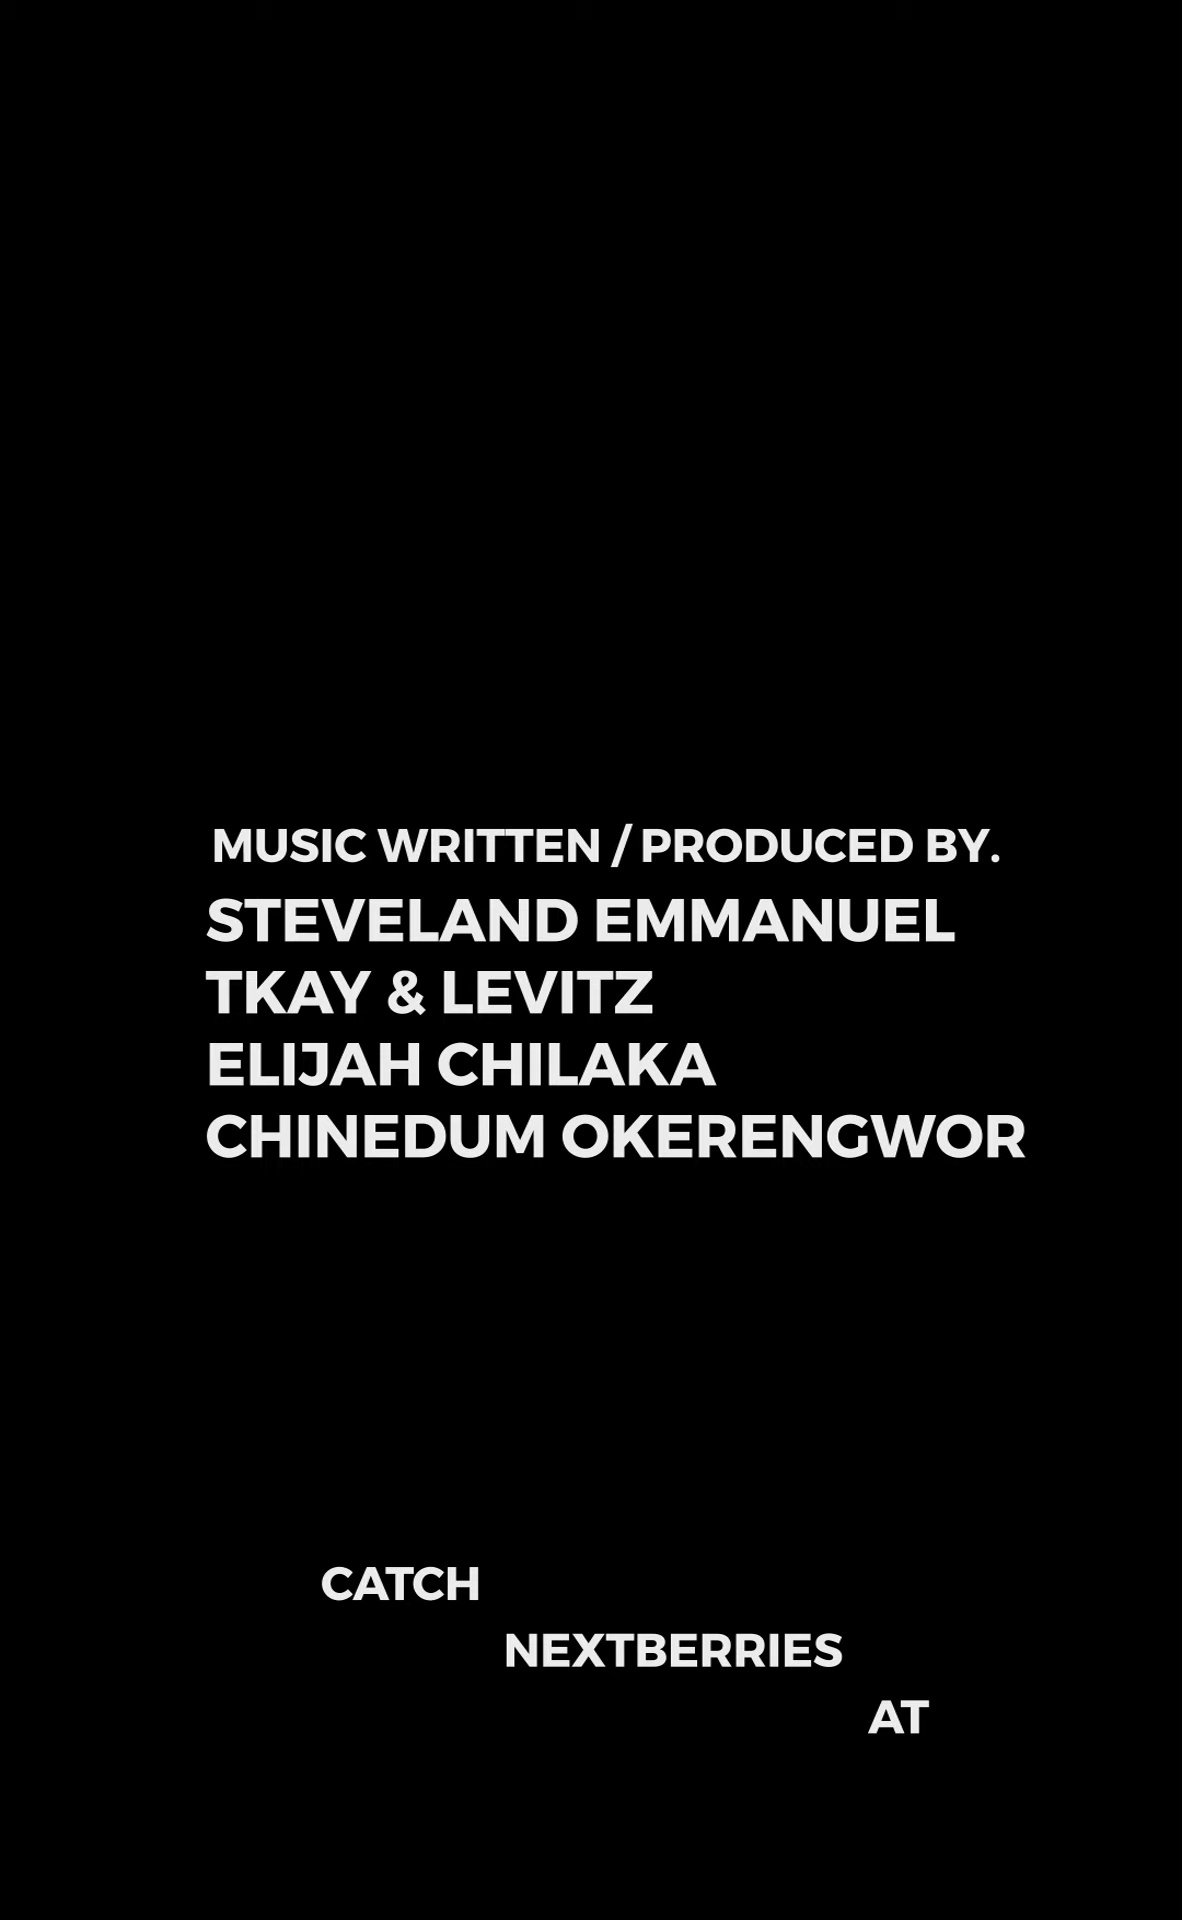 MUSIC WRITTEN / PRODUCED BY.
STEVELAND EMMANUEL
TKAY & LEVITZ
ELIJAH CHILAKA
CHINEDUM OKERENGWOR
CATCH
NEXTBERRIES
AT